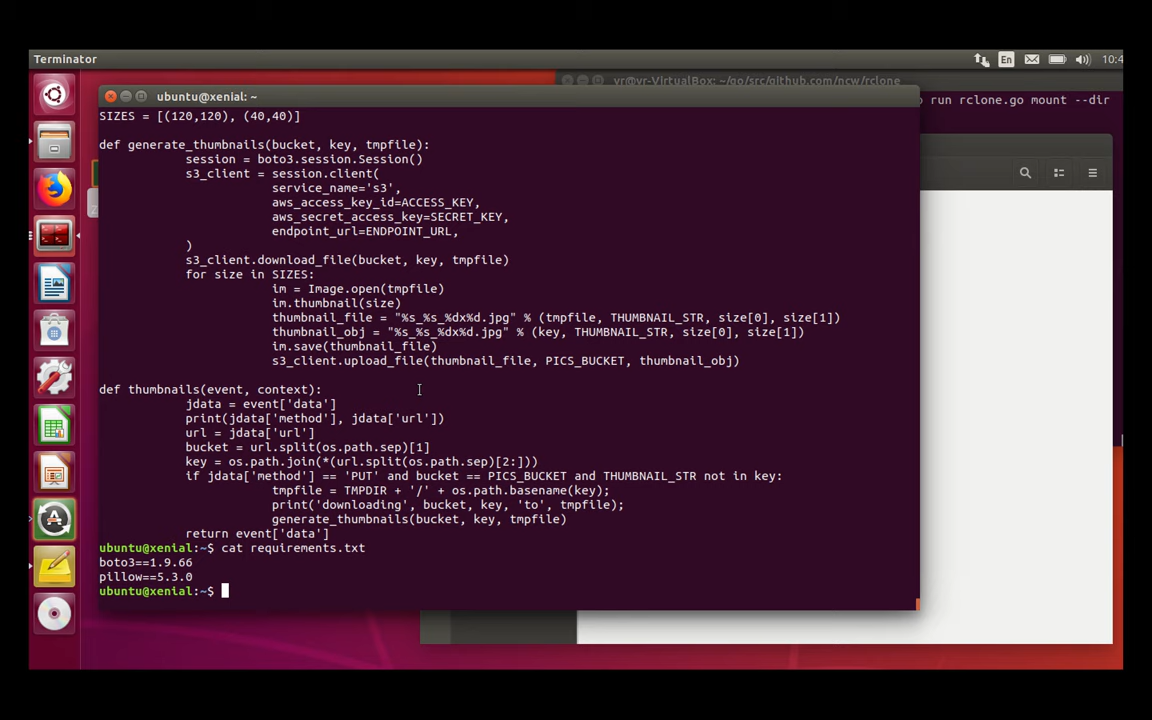 Terminator
En
10:4
vr@vr-VirtualBox: ~/go/src/github.com/ncw/rclone
run rclone.go mount --dir
ubuntu@xenial: ~
SIZES = [(120,120), (40,40)]
def generate_thumbnails(bucket, key, tmpfile):
session = boto3.session.Session()
s3_client = session.client(
service_name='s3',
aws_access_key_id=ACCESS_KEY,
aws_secret_access_key=SECRET_KEY,
endpoint_url=ENDPOINT_URL,
)
s3_client.download_file(bucket, key, tmpfile)
for size in SIZES:
im = Image.open(tmpfile)
im.thumbnail(size)
thumbnail_file = "%s_%s_%dx%d.jpg" % (tmpfile, THUMBNAIL_STR, size[0], size[1])
thumbnail_obj = "%s_%s_%dx%d.jpg" % (key, THUMBNAIL_STR, size[0], size[1])
im.save(thumbnail_file)
s3_client.upload_file(thumbnail_file, PICS_BUCKET, thumbnail_obj)
def thumbnails(event, context):
jdata = event['data']
print(jdata['method'], jdata['url'])
url = jdata['url']
bucket = url.split(os.path.sep)[1]
key = os.path.join(*(url.split(os.path.sep)[2:]))
if jdata['method'] == 'PUT' and bucket == PICS_BUCKET and THUMBNAIL_STR not in key:
tmpfile = TMPDIR + '/' + os.path.basename(key);
print('downloading', bucket, key, 'to', tmpfile);
generate_thumbnails(bucket, key, tmpfile)
return event['data']
ubuntu@xenial:~$ cat requirements.txt
boto3==1.9.66
pillow==5.3.0
ubuntu@xenial:~$